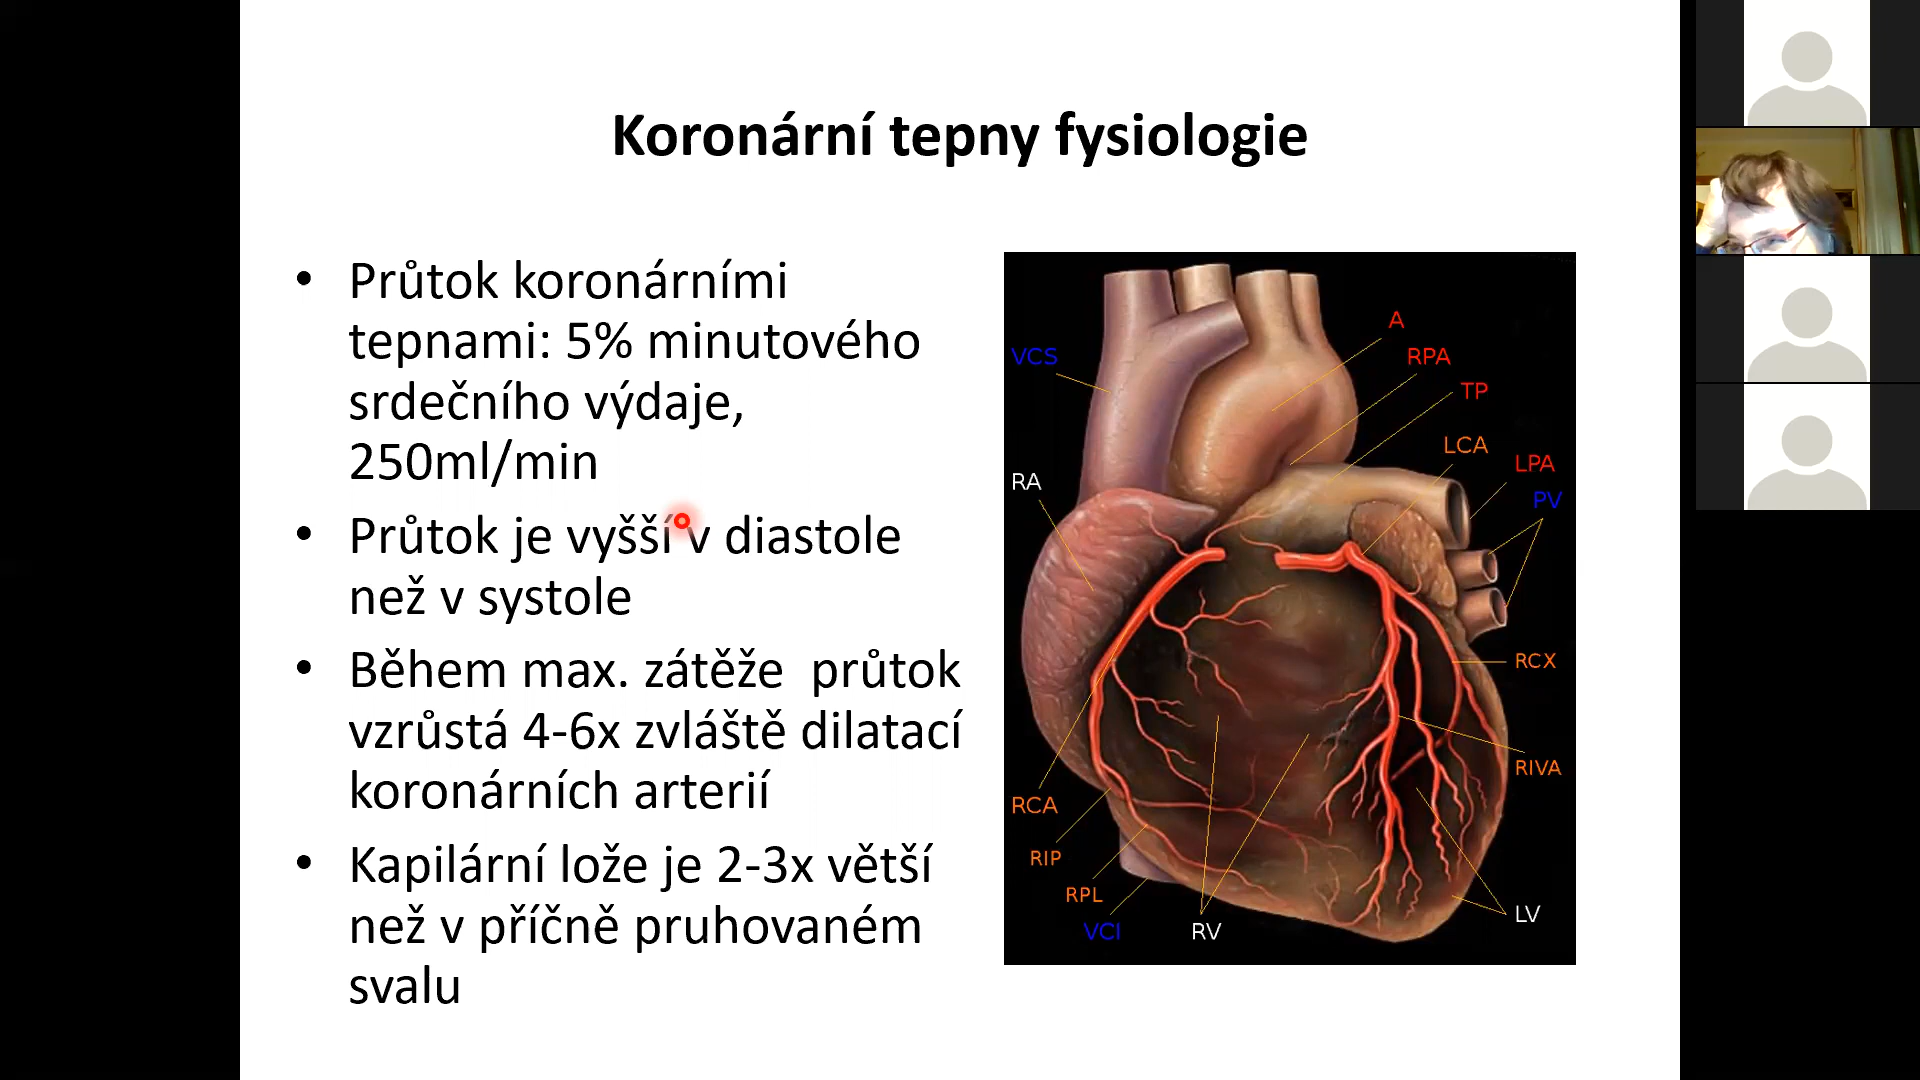 Koronární tepny fysiologie
• Průtok koronárními
tepnami: 5% minutového
srdečního výdaje,
250ml/min
• Průtok je vyšší v diastole
než v systole
• Během max. zátěže  průtok
vzrůstá 4-6x zvláště dilatací
koronárních arterií
• Kapilární lože je 2-3x větší
než v příčně pruhovaném
svalu
A
VCS
RPA
TP
LCA
LPA
RA
PV
RCX
RIVA
RCA
RIP
RPL
LV
VCI
RV